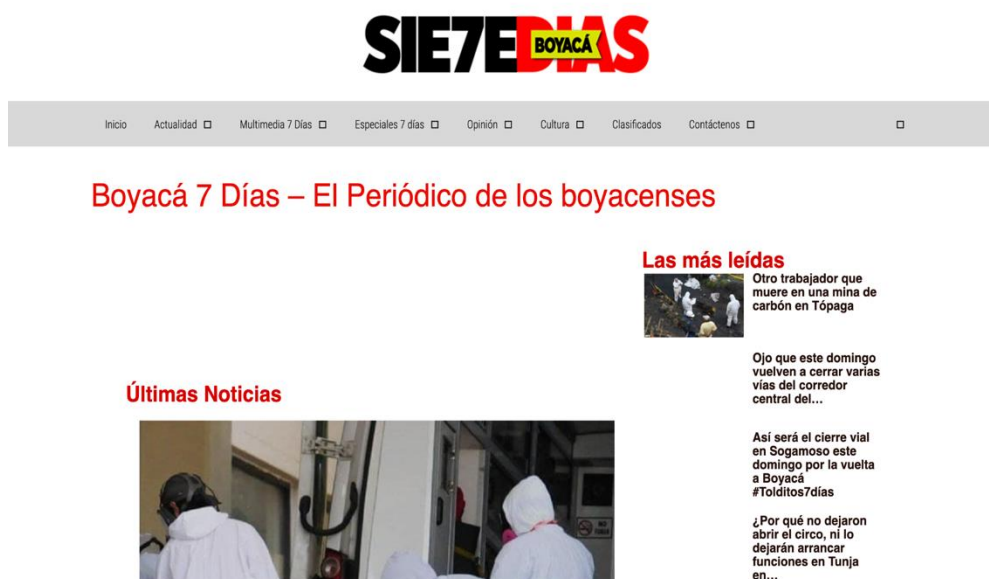 SIE7EDIAS
BOYACÁ
Inicio Actualidad Multimedia 7 Días Especiales 7 días Opinión Cultura Clasificados Contáctenos
Boyacá 7 Días – El Periódico de los boyacenses
Las más leídas
Otro trabajador que
muere en una mina de
carbón en Tópaga
Ojo que este domingo
vuelven a cerrar varias
vías del corredor
central del…
Así será el cierre vial
en Sogamoso este
domingo por la vuelta
a Boyacá
#Tolditos7días
¿Por qué no dejaron
abrir el circo, ni lo
dejarán arrancar
funciones en Tunja
en…
Últimas Noticias